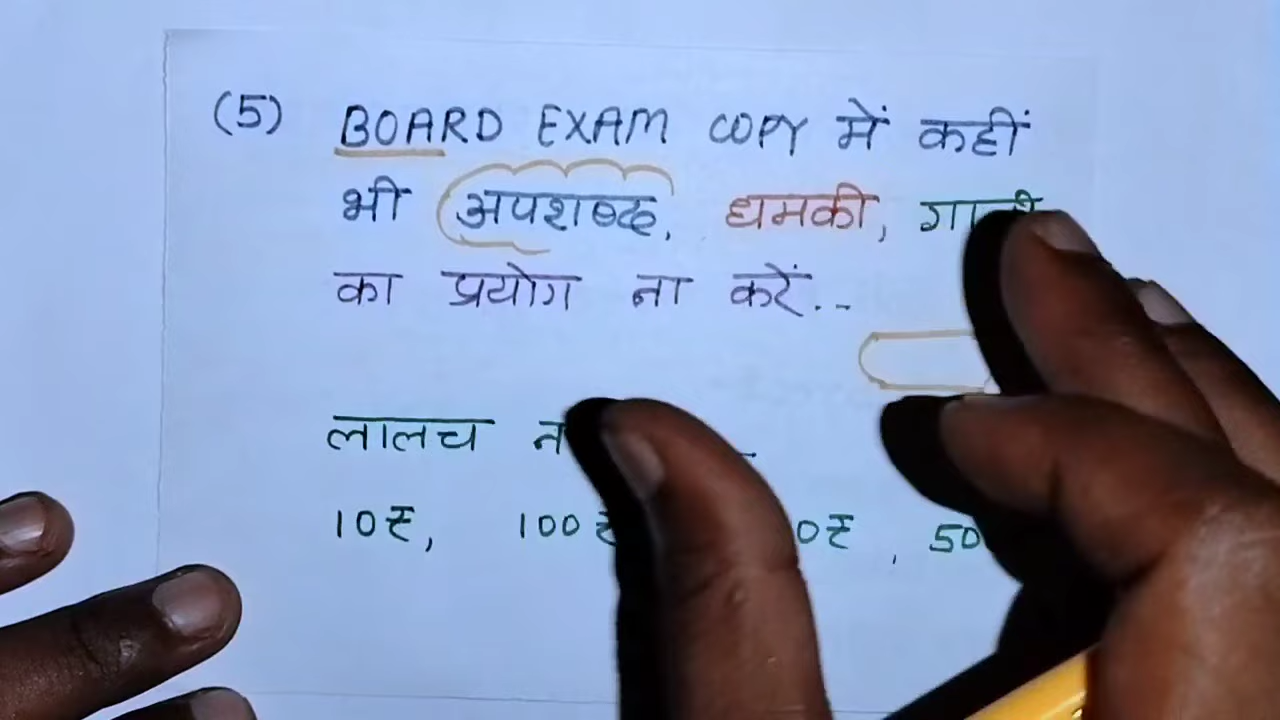 (5) BOARD EXAM COPY में कहीं
भी अपशब्द, धमकी,
का प्रयोग ना करें..
लालच
10₹, 100₹